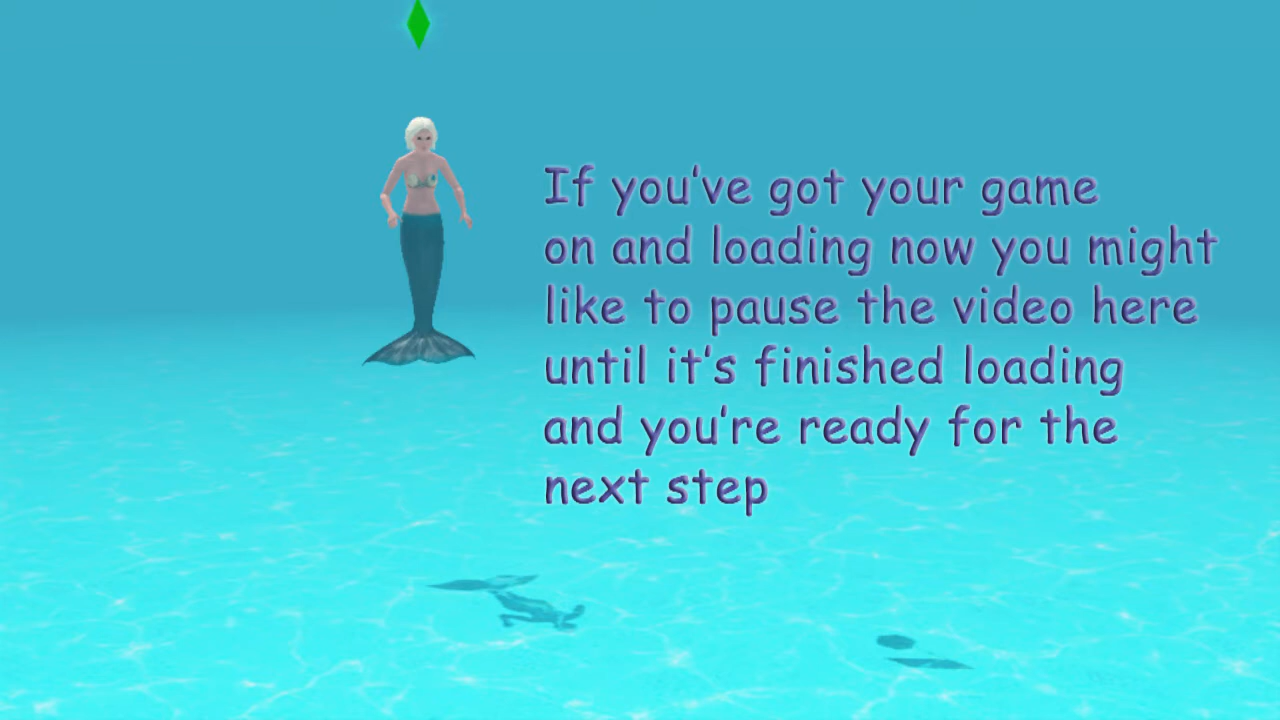 If you've got your game
on and loading now you might
like to pause the video here
until it's finished loading
and you're ready for the
next step